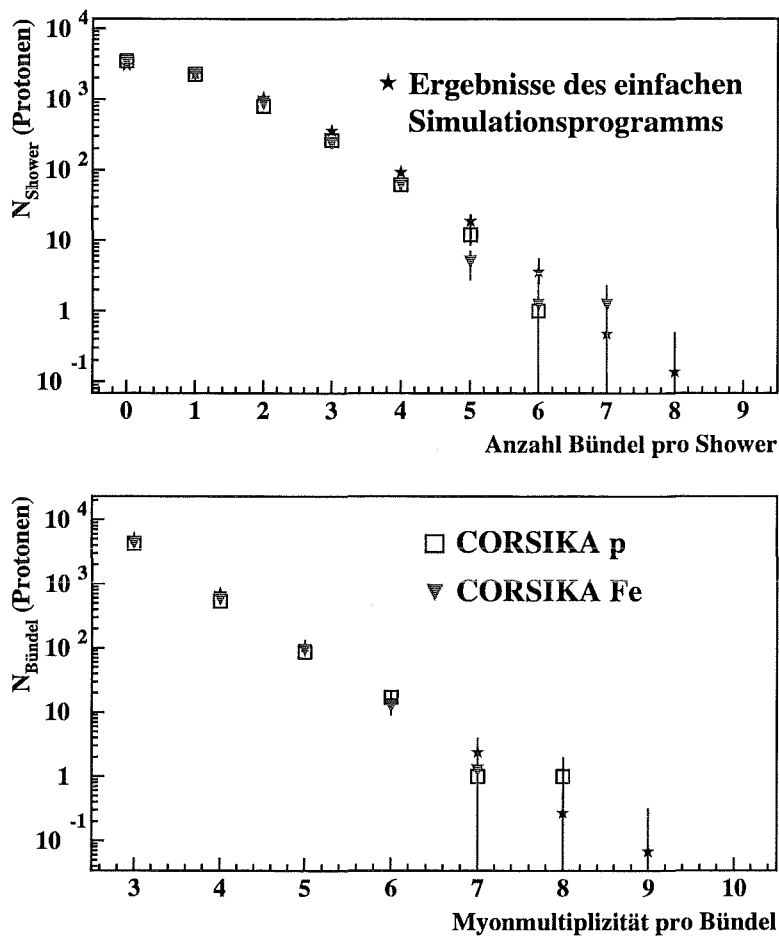 10 4
10 3
10 2
10
1
10 -1
N Shower (Protonen)
★ Ergebnisse des einfachen
Simulationsprogramms
0 1 2 3 4 5 6 7 8 9
Anzahl Bündel pro Shower
10 4
10 3
10 2
10
1
10 -1
N Bündel (Protonen)
CORSIKA p
CORSIKA Fe
3 4 5 6 7 8 9 10
Myonmultiplizität pro Bündel